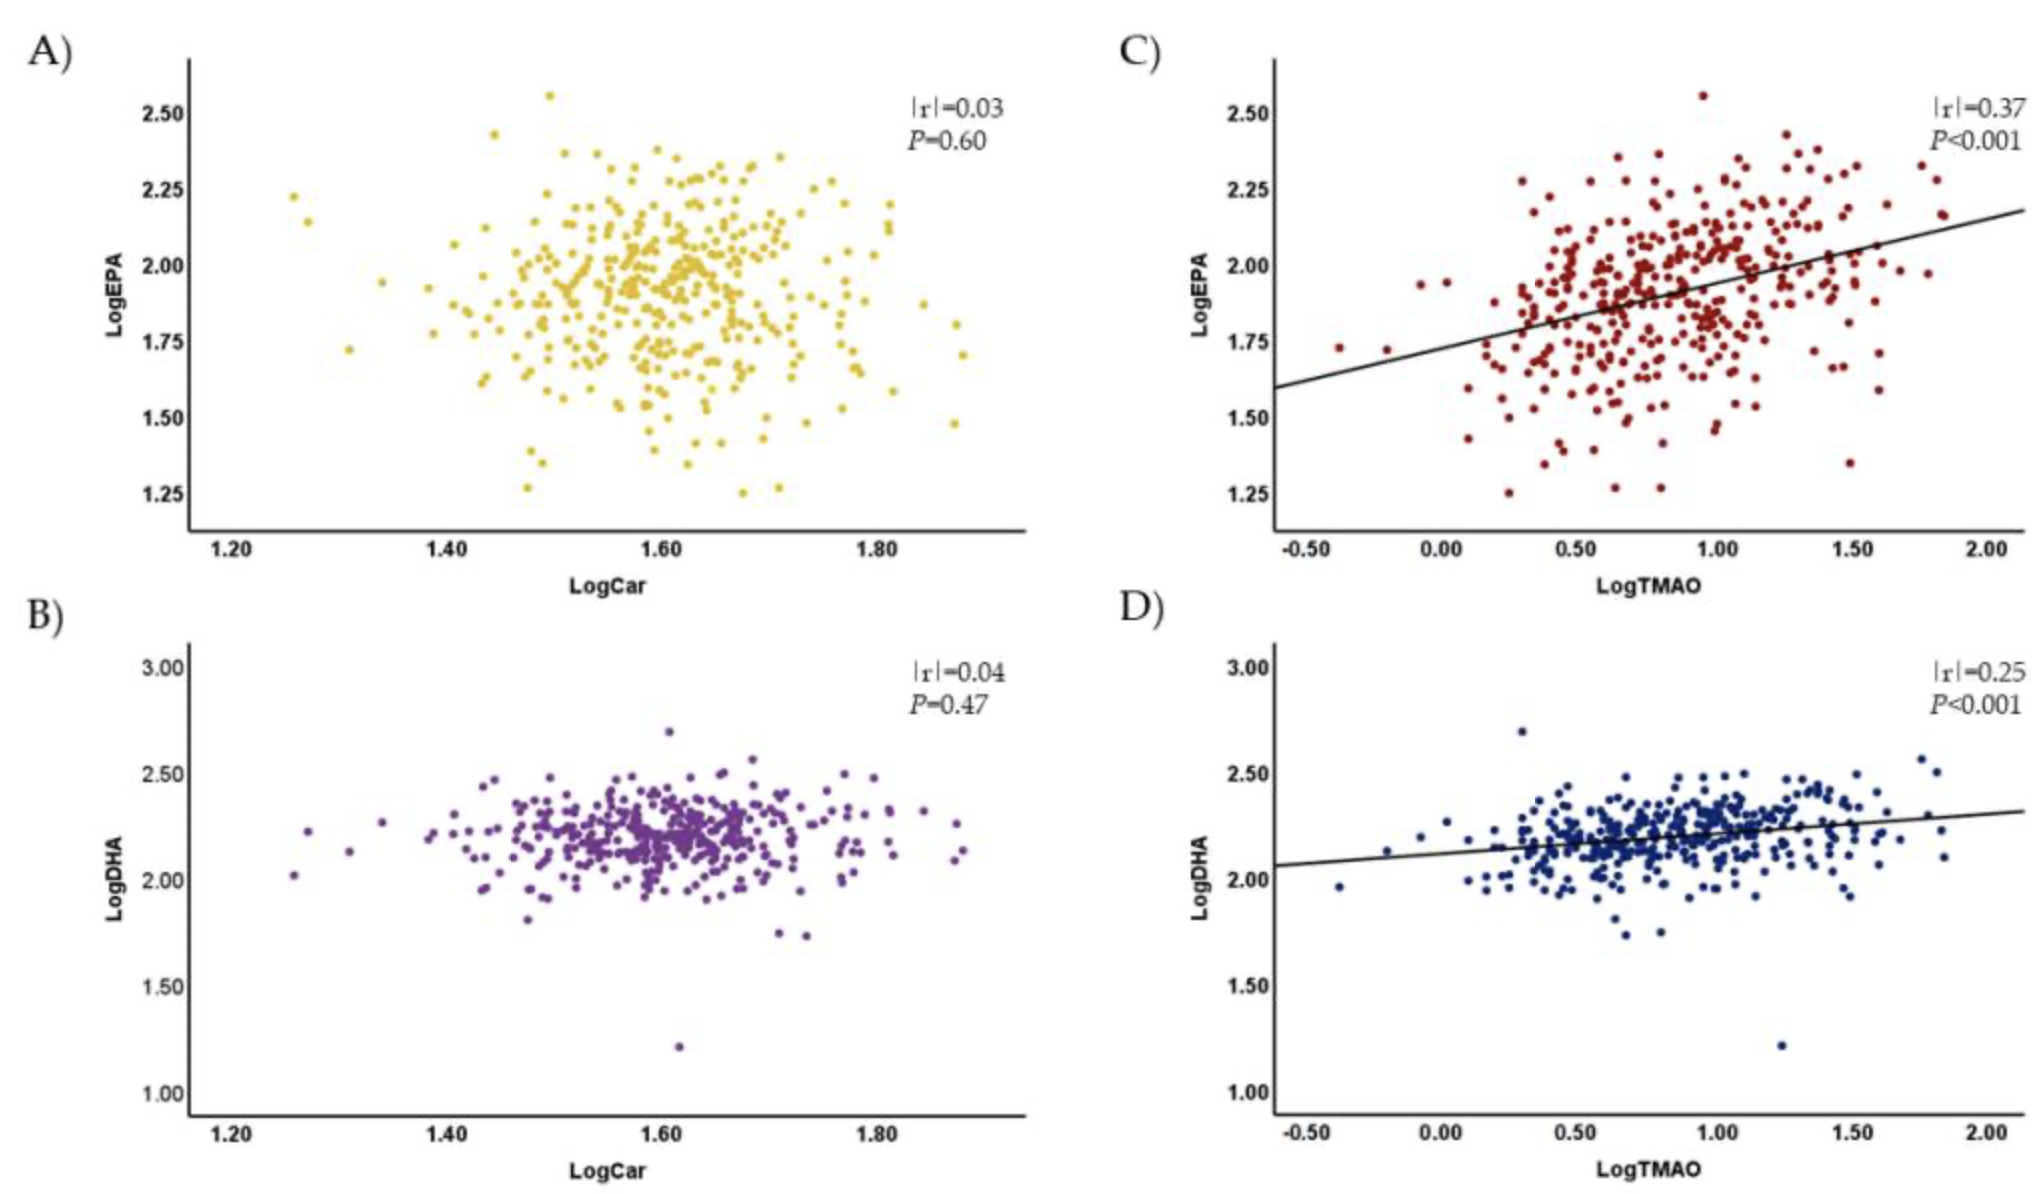 A)
|r|=0.03
P=0.60
2.50
2.25
2.00
1.75
1.50
1.25
LogEPA
1.20 1.40 1.60 1.80
LogCar
B)
|r|=0.04
P=0.47
3.00
2.50
2.00
1.50
1.00
LogDHA
1.20 1.40 1.60 1.80
LogCar
C)
|r|=0.37
P<0.001
2.50
2.25
2.00
1.75
1.50
1.25
LogEPA
-0.50 0.00 0.50 1.00 1.50 2.00
LogTMAO
D)
|r|=0.25
P<0.001
3.00
2.50
2.00
1.50
1.00
LogDHA
-0.50 0.00 0.50 1.00 1.50 2.00
LogTMAO